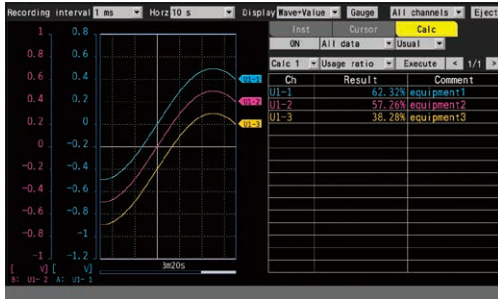 Recording interval 1 ms Horz 10 s Display Wave+Value Gauge All channels Eject
Inst Cursor Calc
ON All data Usual
Calc 1 Usage ratio Execute < 1/1 >
Ch Result Comment
U1-1 62.32% equipment1
U1-2 57.26% equipment2
U1-3 38.28% equipment3
1 0.8
0.8 0.6
0.6 0.4
0.4 0.2
0.2 0
0 -0.2
-0.2 -0.4
-0.4 -0.6
-0.6 -0.8
-0.8 -1
-1 -1.2
U1-1
U1-2
U1-3
3m20s
[ V] [ V]
B: U1- 2 A: U1- 1